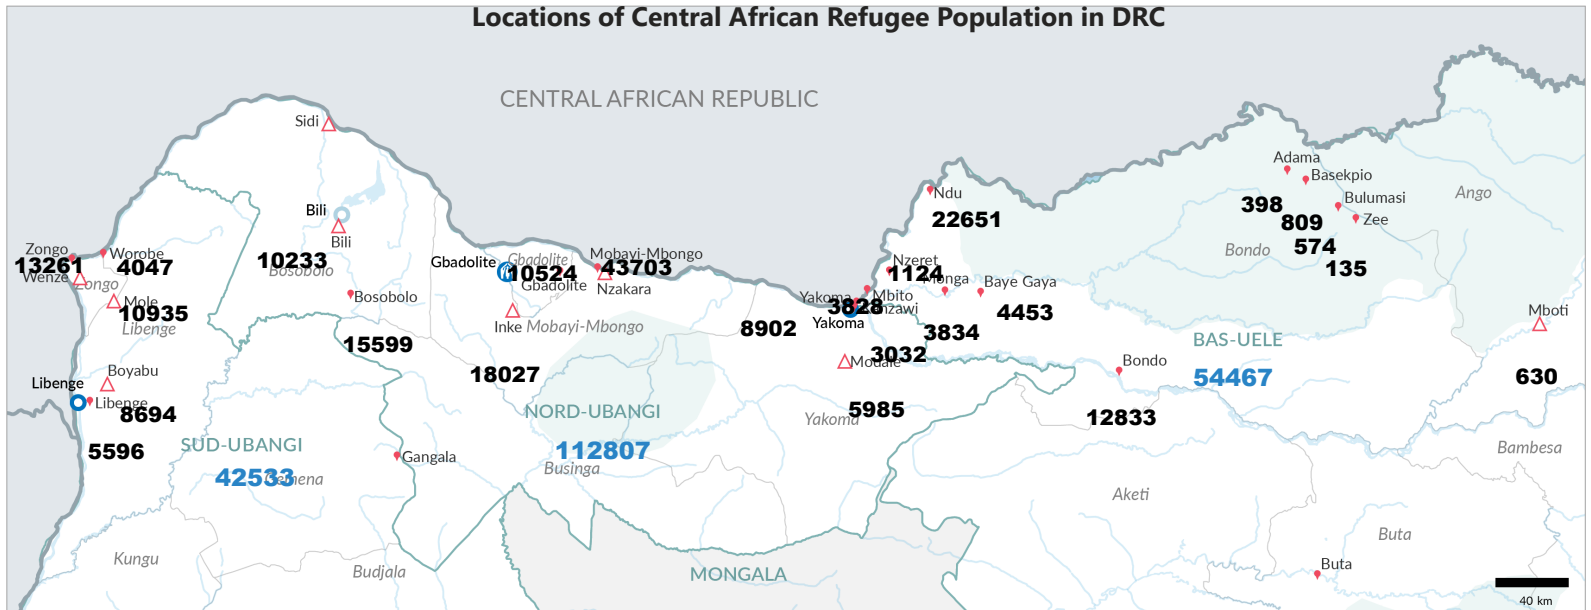 Locations of Central African Refugee Population in DRC
CENTRAL AFRICAN REPUBLIC
Sidi
Adama
Basekpio
Ango
Ndu
Bulumasi
398
Bili
22651
809
Zee
Bili
574
Bondo
Zongo
Worobe
10233
Gbadolite
Gbadolite
Mobayi-Mbongo
Nzeret
135
13261
4047
Bosobolo
10524
43703
1124
Wenze
Zongo
Gbadolite
Nzakara
Monga
Baye Gaya
Mole
Bosobolo
Yakoma
Mbito
10935
3828
4453
Mboti
Libenge
Inke
Mobayi-Mbongo
8902
Yakoma
3834
BAS-UELE
15599
3032
Boyabu
18027
Modale
Bondo
54467
630
Libenge
Libenge
8694
NORD-UBANGI
5985
12833
5596
SUD-UBANGI
112807
Yakoma
Gangala
Bambesa
42533
Gemena
Businga
Aketi
Kungu
Budjala
MONGALA
Buta
Buta
40 km